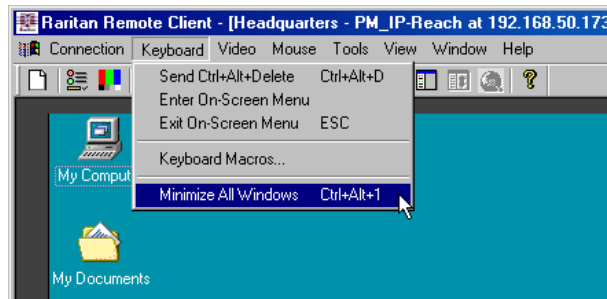 Raritan Remote Client - [Headquarters - PM_IP-Reach at 192.168.50.173
Connection Keyboard Video Mouse Tools View Window Help
Send Ctrl+Alt+Delete Ctrl+Alt+D
Enter On-Screen Menu
Exit On-Screen Menu ESC
Keyboard Macros...
Minimize All Windows Ctrl+Alt+1
My Comput
My Documents